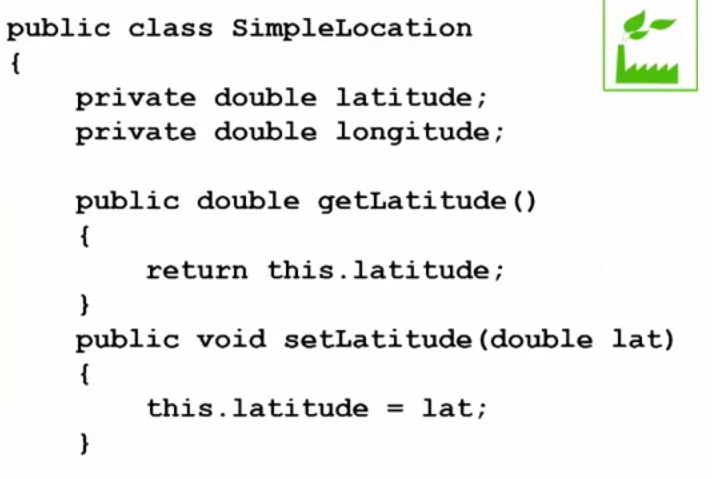 public class SimpleLocation
{
private double latitude;
private double longitude;
public double getLatitude()
{
return this.latitude;
}
public void setLatitude(double lat)
{
this.latitude = lat;
}